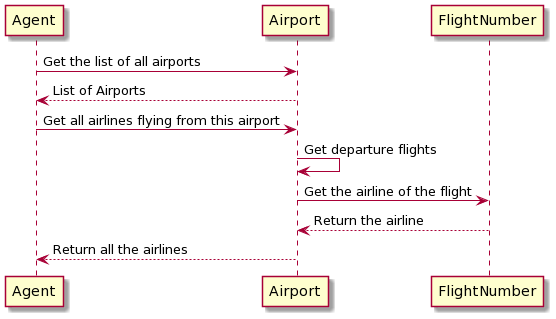 Agent Airport FlightNumber
Get the list of all airports
List of Airports
Get all airlines flying from this airport
Get departure flights
Get the airline of the flight
Return the airline
Return all the airlines
Agent Airport FlightNumber